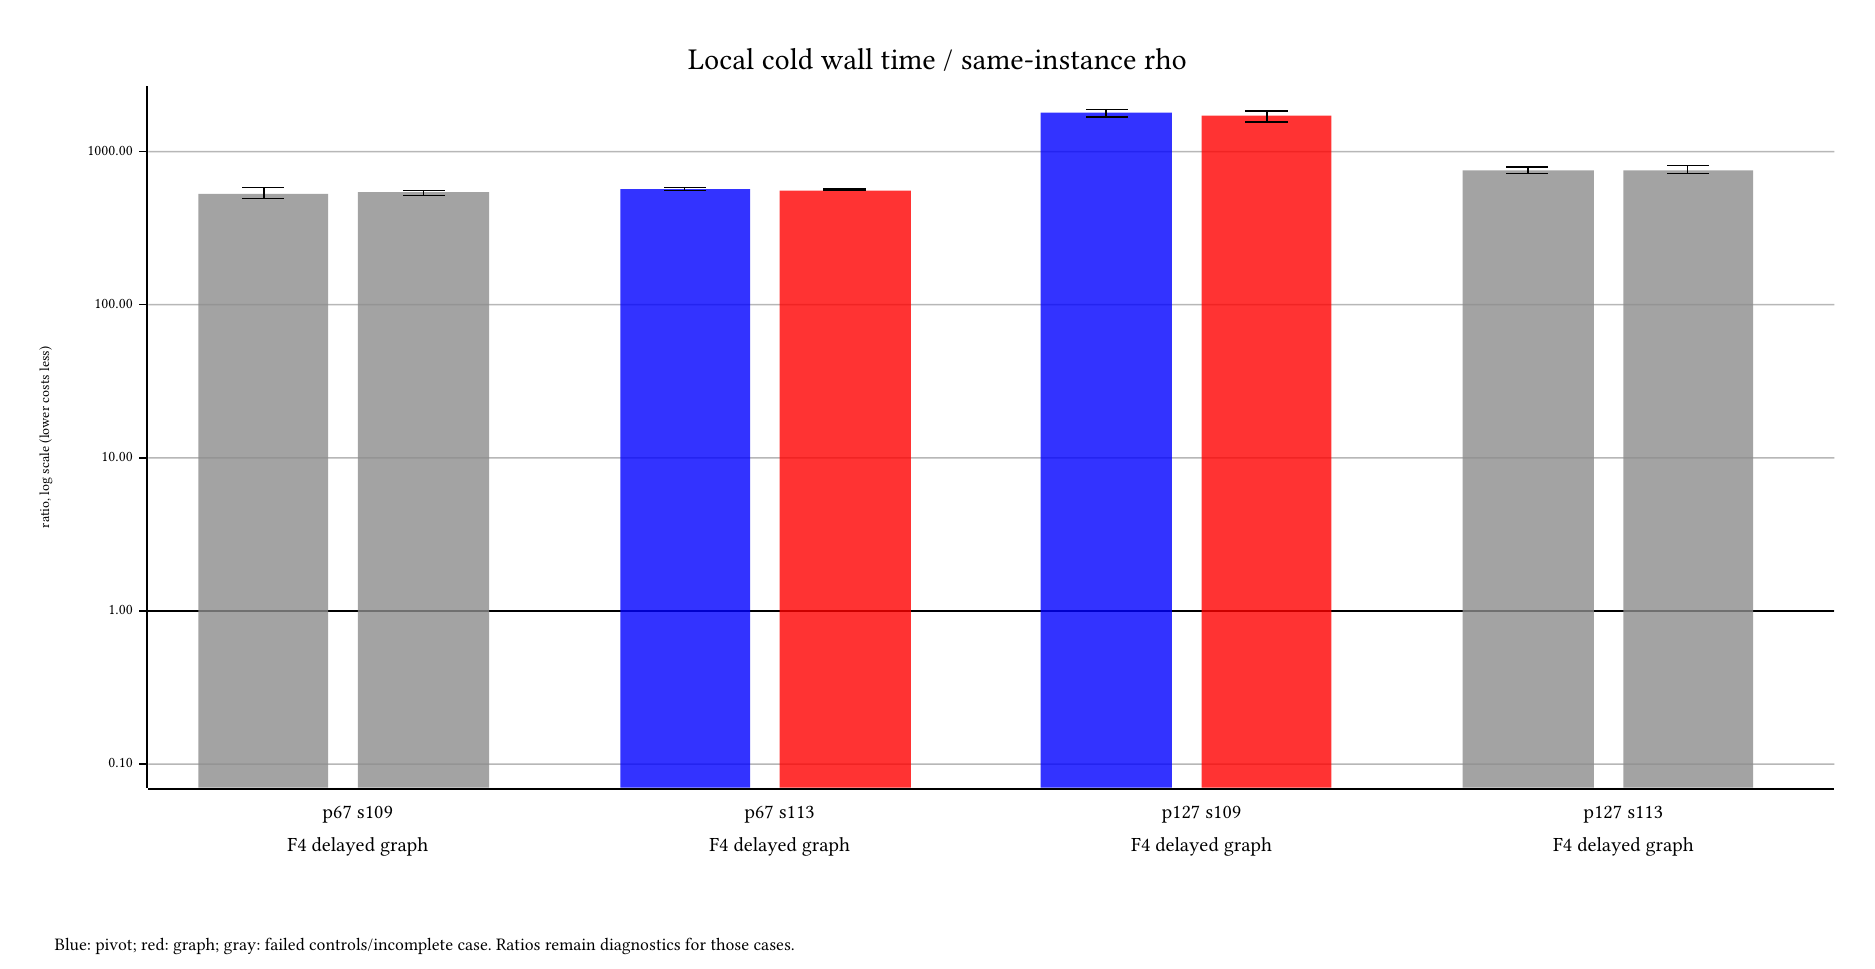 Local cold wall time / same-instance rho
ratio, log scale (lower costs less)
1000.00
100.00
10.00
1.00
0.10
p67 s109
F4 delayed graph
p67 s113
F4 delayed graph
p127 s109
F4 delayed graph
p127 s113
F4 delayed graph
Blue: pivot; red: graph; gray: failed controls/incomplete case. Ratios remain diagnostics for those cases.